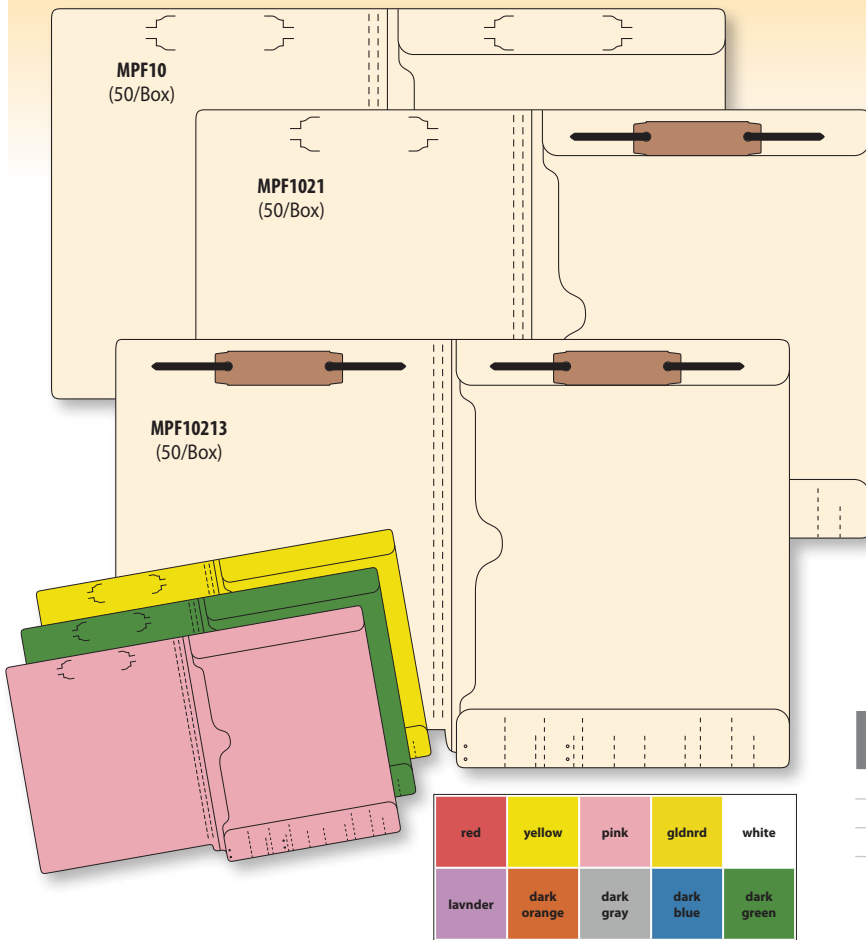 MPF10
(50/Box)
MPF1021
(50/Box)
MPF10213
(50/Box)
red yellow pink gldnrd white
lavnder dark orange dark gray dark blue dark green